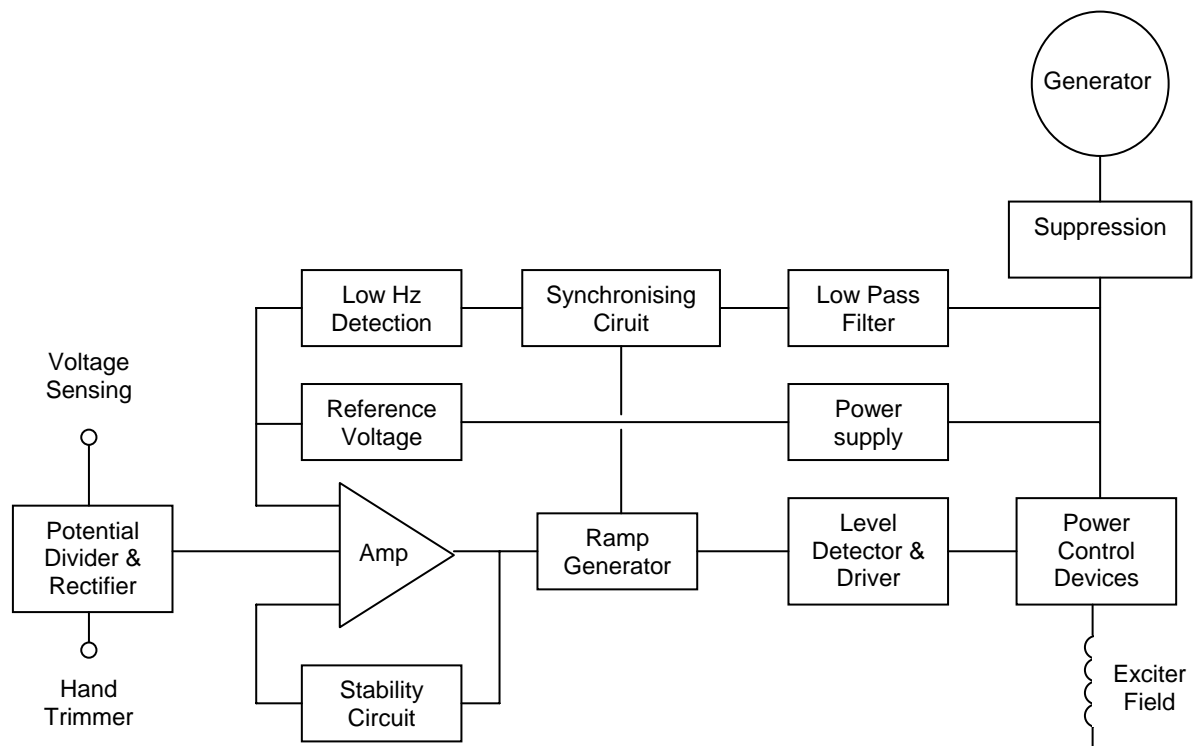 Generator
Suppression
Low Hz
Detection
Synchronising
Ciruit
Low Pass
Filter
Voltage
Sensing
Reference
Voltage
Power
supply
Potential
Divider &
Rectifier
Amp
Ramp
Generator
Level
Detector &
Driver
Power
Control
Devices
Hand
Trimmer
Stability
Circuit
Exciter
Field